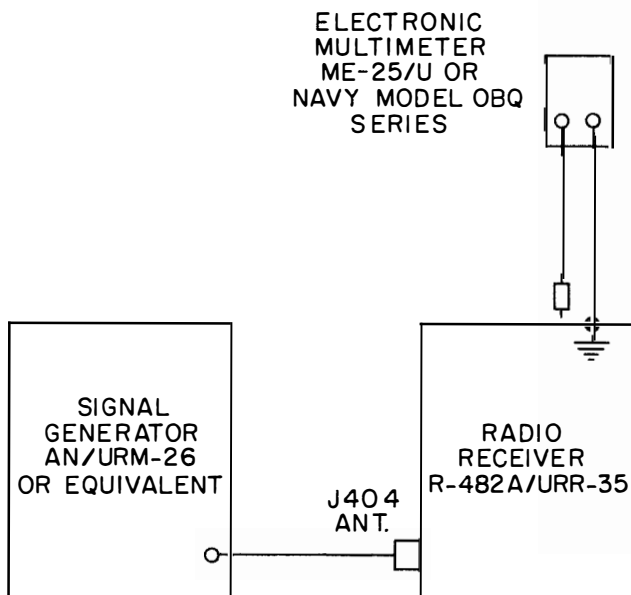 ELECTRONIC
MULTIMETER
ME-25/U OR
NAVY MODEL OBQ
SERIES
SIGNAL
GENERATOR
AN/URM-26
OR EQUIVALENT
J404
ANT.
RADIO
RECEIVER
R-482A/URR-35